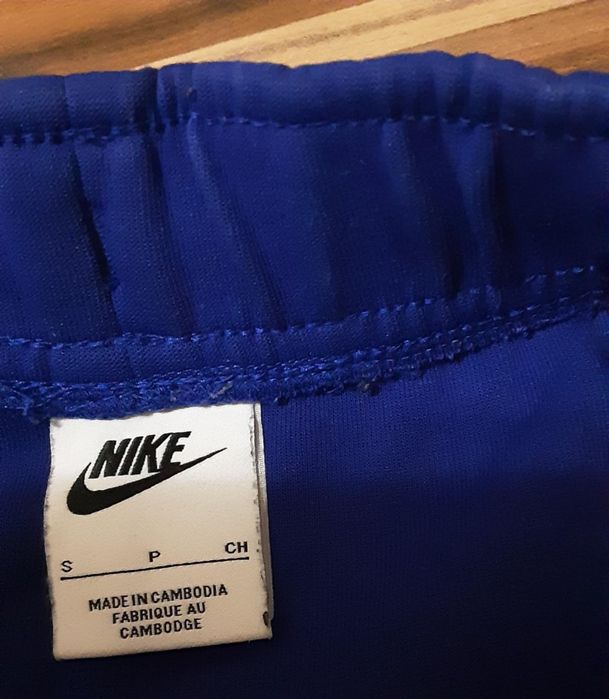 NIKE
S P CH
MADE IN CAMBODIA
FABRIQUE AU
CAMBODGE